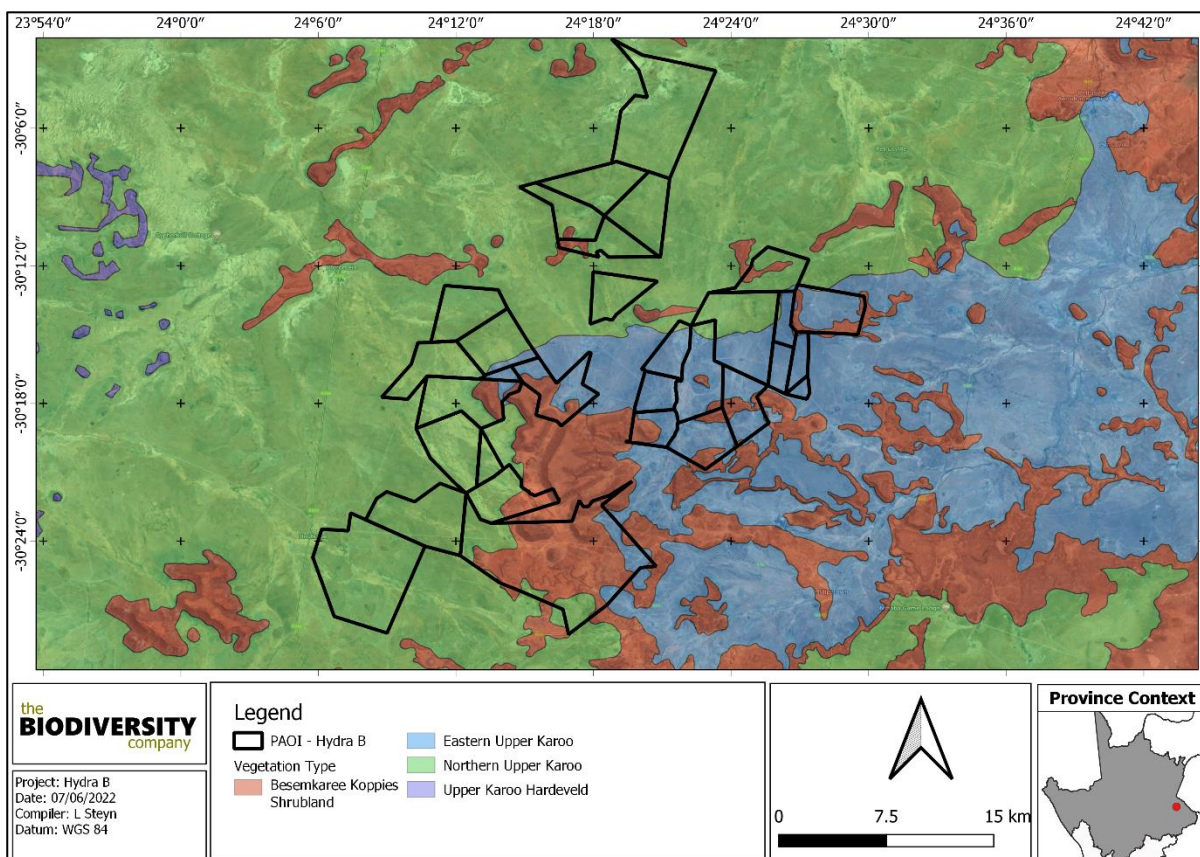 23°54'0" 24°0'0" 24°6'0" 24°12'0" 24°18'0" 24°24'0" 24°30'0" 24°36'0" 24°42'0"
-30°6'0"
-30°12'0"
-30°18'0"
-30°24'0"
the
BIODIVERSITY
company
Project: Hydra B
Date: 07/06/2022
Compiler: L Steyn
Datum: WGS 84
Legend
PAOI - Hydra B
Vegetation Type
Besemkaree Koppies
Shrubland
Eastern Upper Karoo
Northern Upper Karoo
Upper Karoo Hardeveld
0 7.5 15 km
Province Context